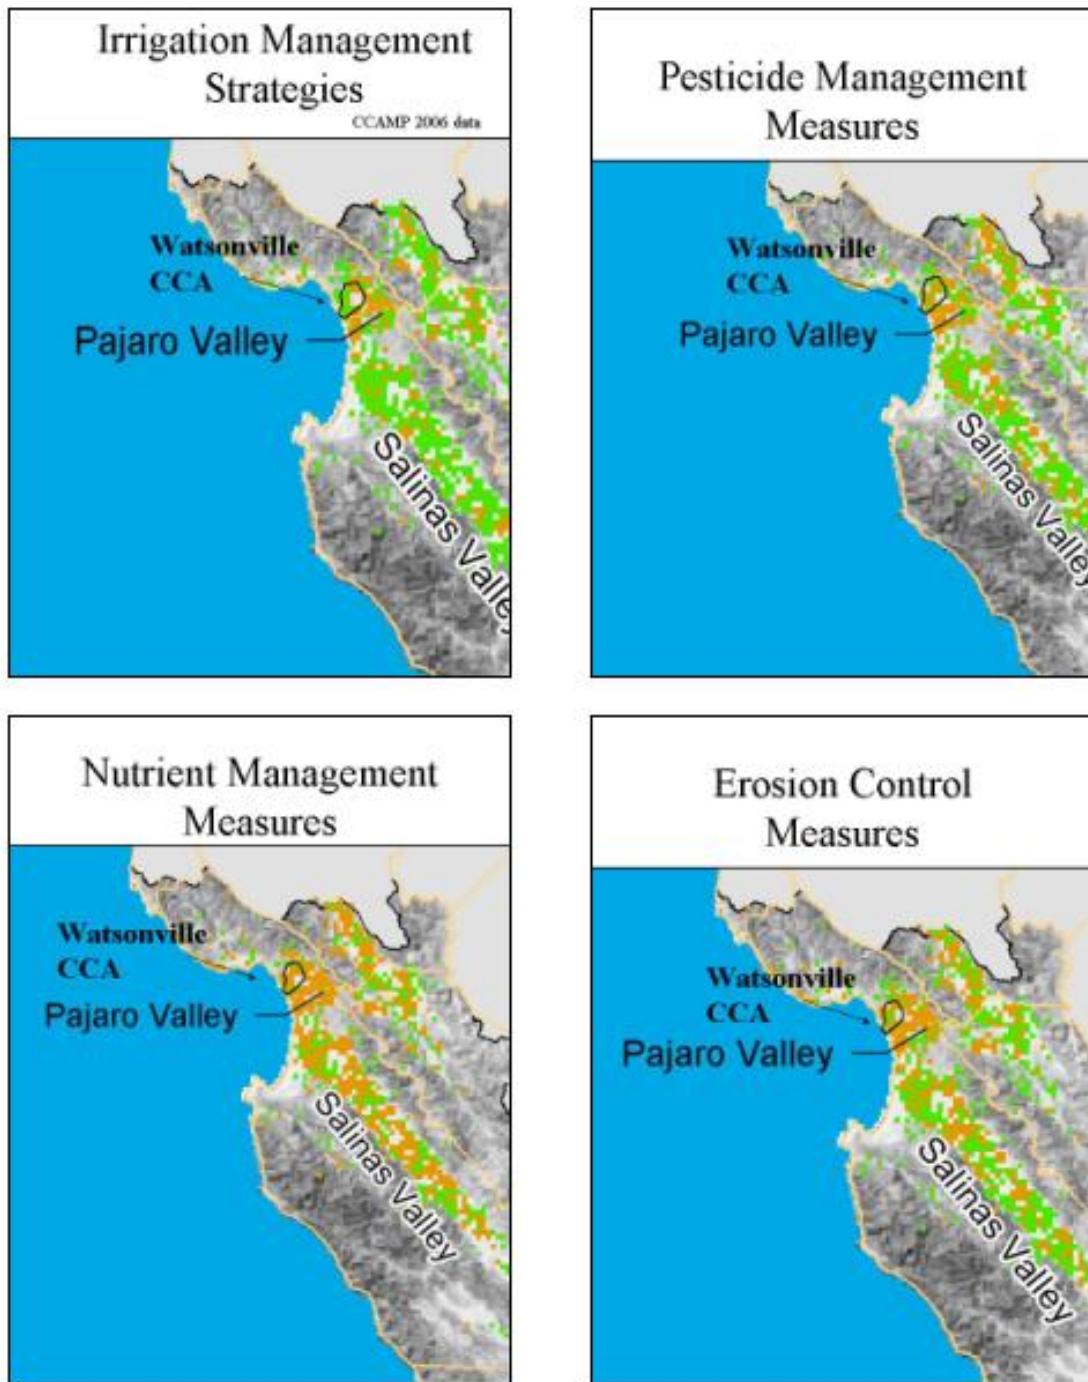 Irrigation Management
Strategies
CCAMP 2006 data
Watsonville
CCA
Pajaro Valley
Salinas Valley
Pesticide Management
Measures
Watsonville
CCA
Pajaro Valley
Salinas Valley
Nutrient Management
Measures
Watsonville
CCA
Pajaro Valley
Salinas Valley
Erosion Control
Measures
Watsonville
CCA
Pajaro Valley
Salinas Valley